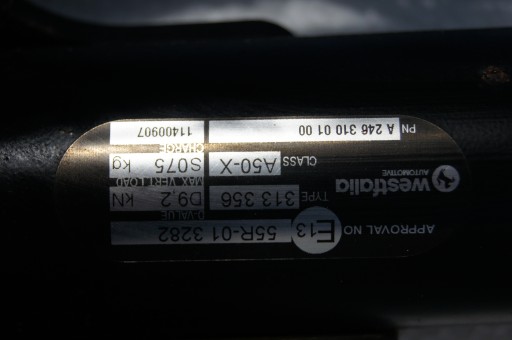 APPROVAL NO E13 55R-01 3282
westfalia
AUTOMOTIVE
TYPE 313 356
D-VALUE
D9,2 kN
CLASS A50-X
MAX VERT LOAD
S075 kg
PN A 246 310 01 00
CHARGE
11400907